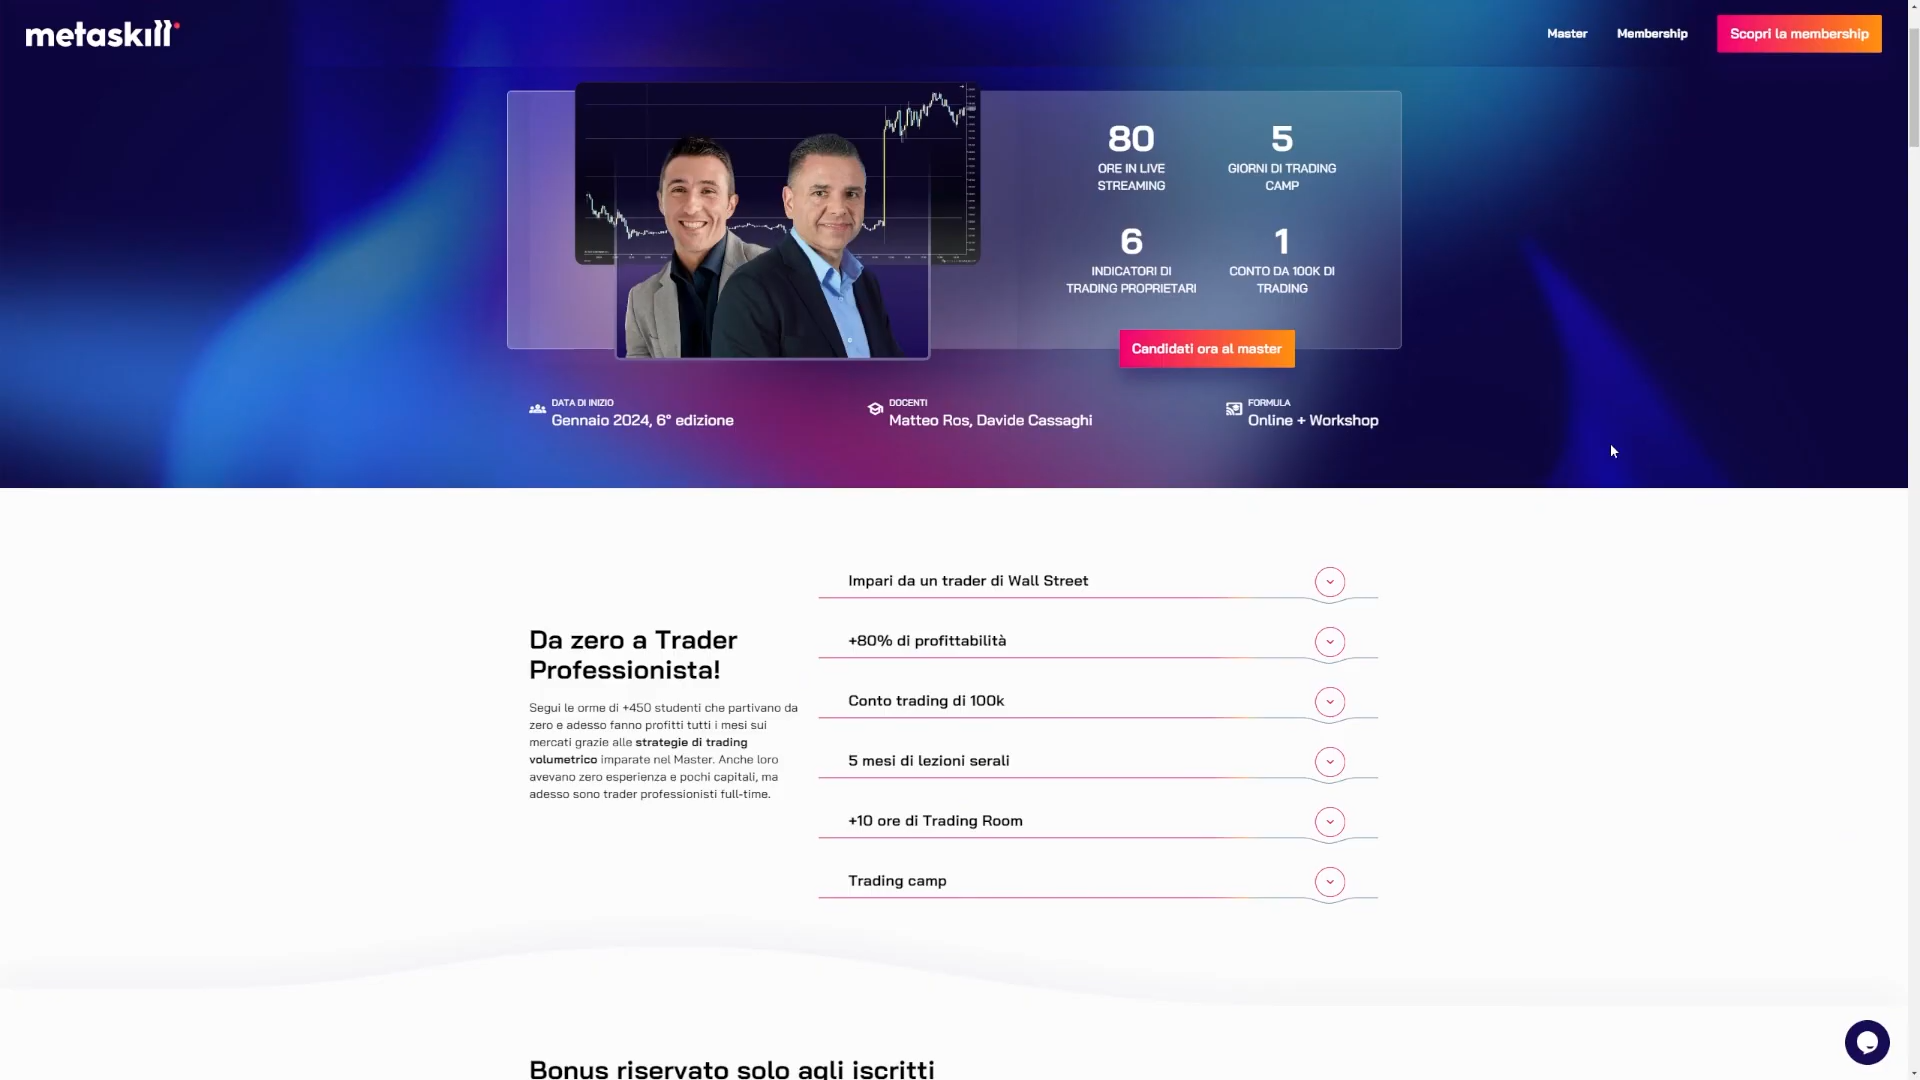 metaskill
Master
Membership
Scopri la membership
80
ORE IN LIVE
STREAMING
5
GIORNI DI TRADING
CAMP
6
INDICATORI DI
TRADING PROPRIETARI
1
CONTO DA 100K DI
TRADING
Candidati ora al master
DATA DI INIZIO
Gennaio 2024, 6° edizione
DOCENTI
Matteo Ros, Davide Cassaghi
FORMULA
Online + Workshop
Da zero a Trader
Professionista!
Segui le orme di +450 studenti che partivano da
zero e adesso fanno profitti tutti i mesi sui
mercati grazie alle strategie di trading
volumetrico imparate nel Master. Anche loro
avevano zero esperienza e pochi capitali, ma
adesso sono trader professionisti full-time.
Impari da un trader di Wall Street
+80% di profittabilità
Conto trading di 100k
5 mesi di lezioni serali
+10 ore di Trading Room
Trading camp
Bonus riservato solo agli iscritti